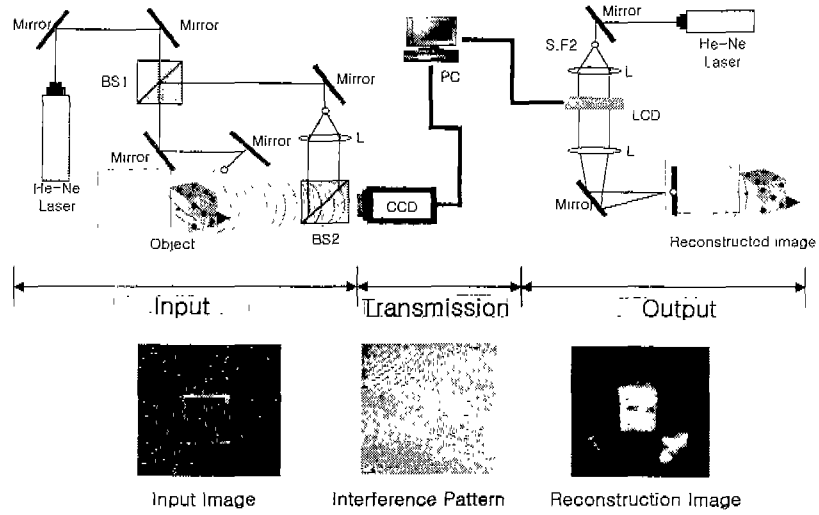 Mirror
Mirror
BS1
Mirror
Mirror
Mirror
L
He-Ne
Laser
Object
BS2
CCD
PC
Mirror
S.F2
He-Ne
Laser
L
LCD
L
Mirror
Reconstructed image
Input
Transmission
Output
Input Image
Interference Pattern
Reconstruction Image